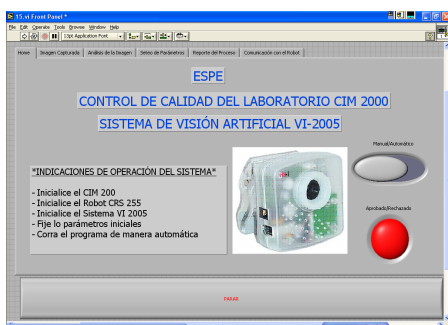 15.vi Front Panel *
File Edit Operate Tools Browse Window Help
13pt Application Font
Home Imagen Capturada Análisis de la Imagen Seteo de Parámetros Reporte del Proceso Comunicación con el Robot
ESPE
CONTROL DE CALIDAD DEL LABORATORIO CIM 2000
SISTEMA DE VISIÓN ARTIFICIAL VI-2005
Manual/Automático
*INDICACIONES DE OPERACIÓN DEL SISTEMA*
- Inicialice el CIM 200
- Inicialice el Robot CRS 255
- Inicialice el Sistema VI 2005
- Fije lo parámetros iniciales
- Corra el programa de manera automática
Aprobado/Rechazado
PARAR